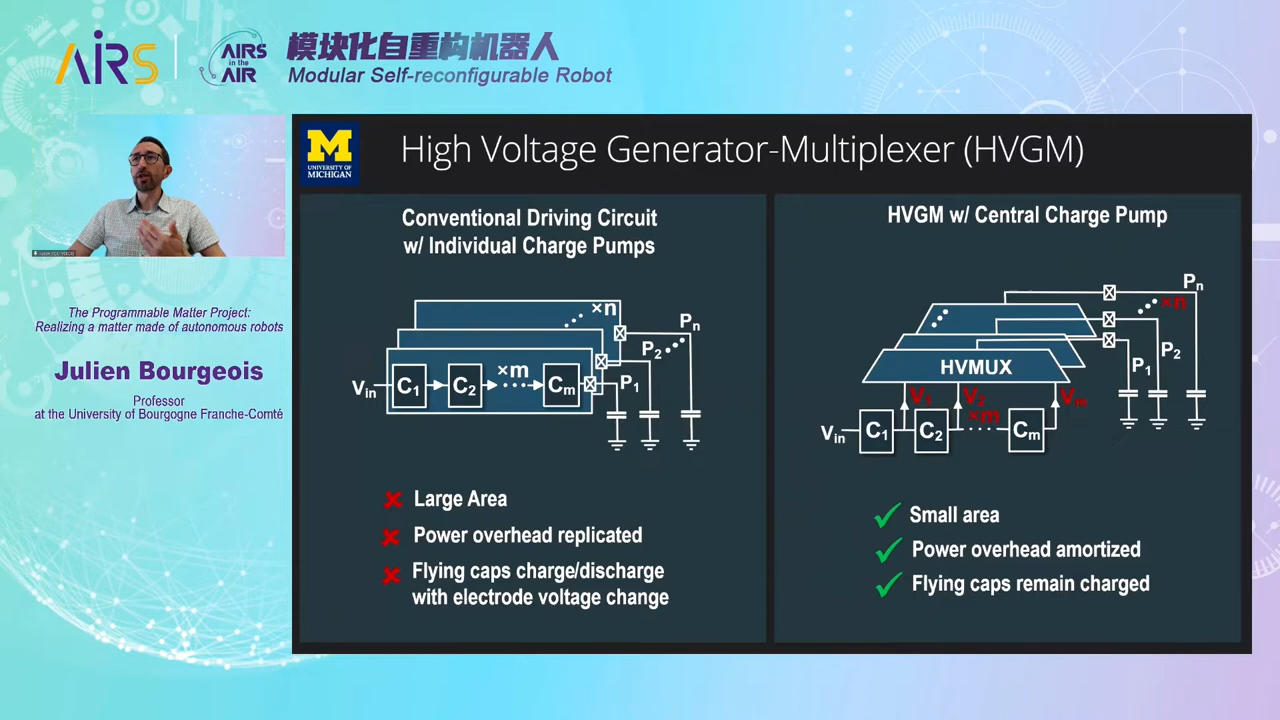 AIRS
AIRS
in the
AIR
模块化自重构机器人
Modular Self-reconfigurable Robot
M
UNIVERSITY OF
MICHIGAN
High Voltage Generator-Multiplexer (HVGM)
The Programmable Matter Project:
Realizing a matter made of autonomous robots
Julien Bourgeois
Professor
at the University of Bourgogne Franche-Comté
Conventional Driving Circuit
w/ Individual Charge Pumps
×n
Pn
P2
×m
Vin
C1
C2
Cm
P1
Large Area
Power overhead replicated
Flying caps charge/discharge
with electrode voltage change
HVGM w/ Central Charge Pump
Pn
×n
P1
P2
HVMUX
V1
V2
Vm
×m
Vin
C1
C2
Cm
Small area
Power overhead amortized
Flying caps remain charged